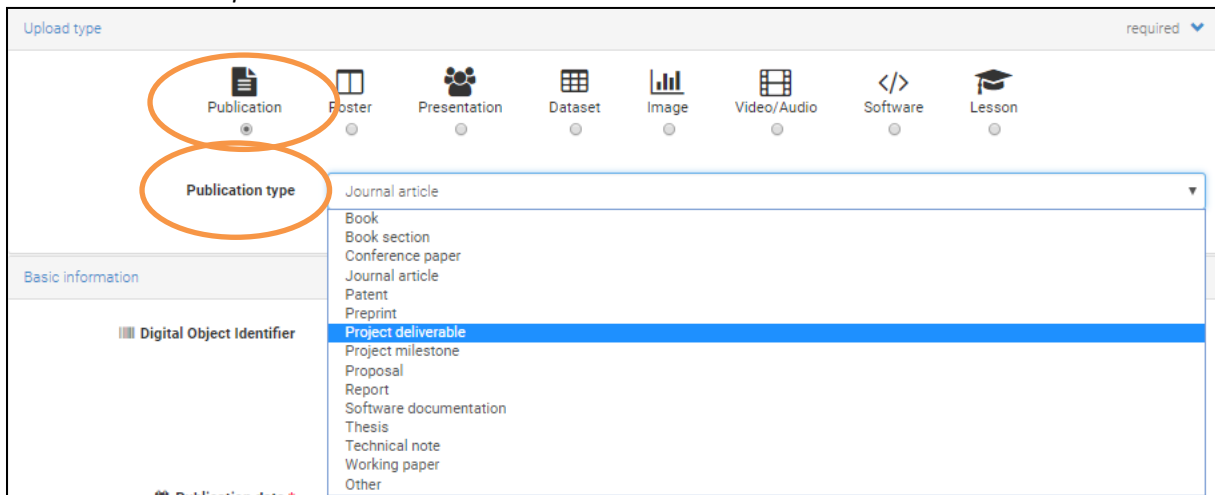 Upload type required
Publication Poster Presentation Dataset Image Video/Audio </> Software Lesson
Publication type Journal article
Book
Book section
Conference paper
Journal article
Patent
Preprint
Project deliverable
Project milestone
Proposal
Report
Software documentation
Thesis
Technical note
Working paper
Other
Basic information
Digital Object Identifier
Publication date *